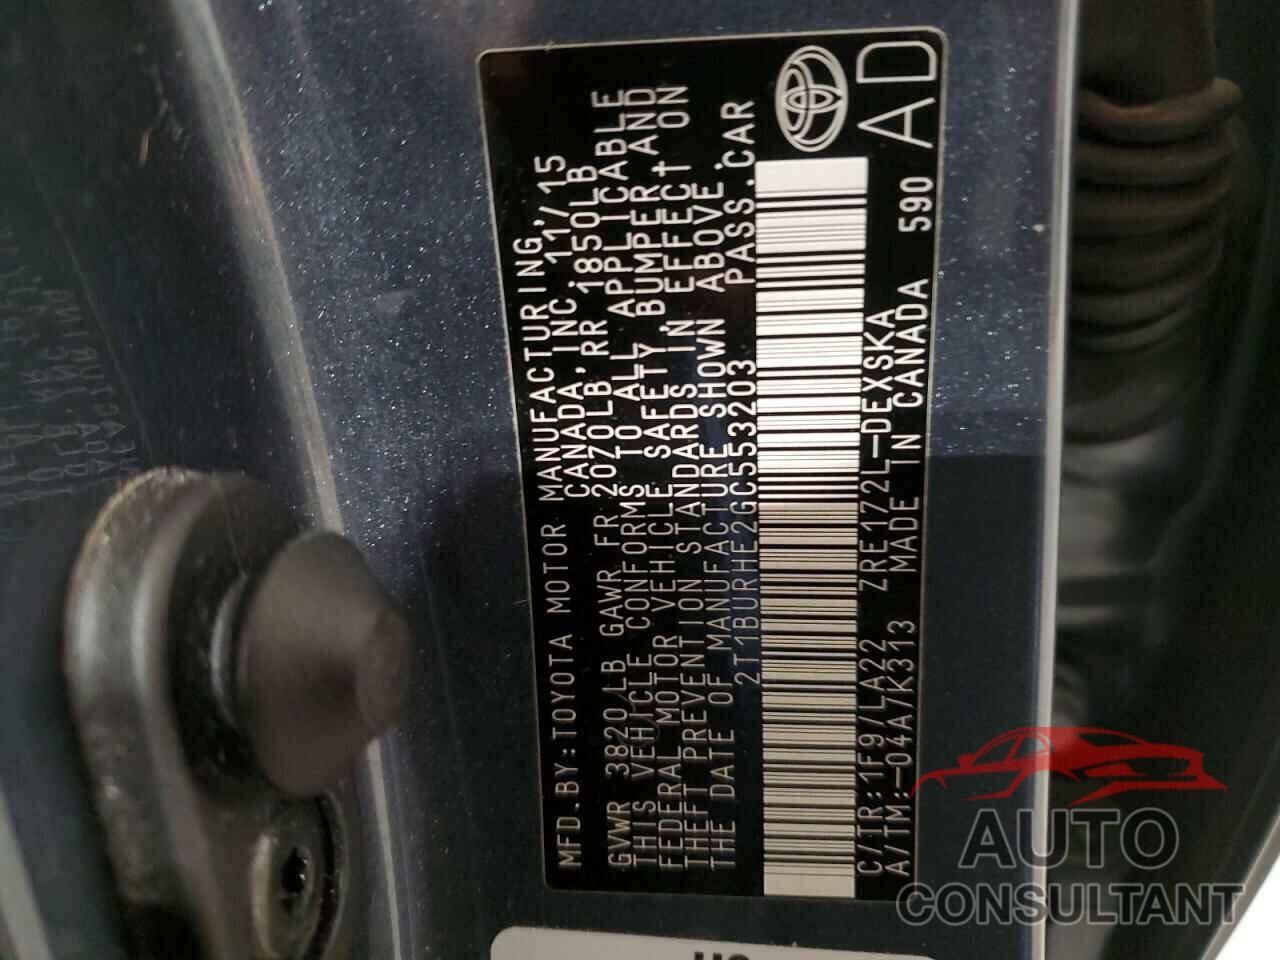 MFD.BY:TOYOTA MOTOR MANUFACTURING,
CANADA,INC. 11/15
GVWR 3820 LB GAWR FR 2070LB,RR 1850LB
THIS VEHICLE CONFORMS TO ALL APPLICABLE
FEDERAL MOTOR VEHICLE SAFETY,BUMPER,AND
THEFT PREVENTION STANDARDS IN EFFECT ON
THE DATE OF MANUFACTURE SHOWN ABOVE.
2T1BURHE2GC553203 PASS.CAR
C/TR:1F9/LA22 ZRE172L-DEXSKA
A/TM:-04A/K313 MADE IN CANADA 590
AD
AUTO
CONSULTANT